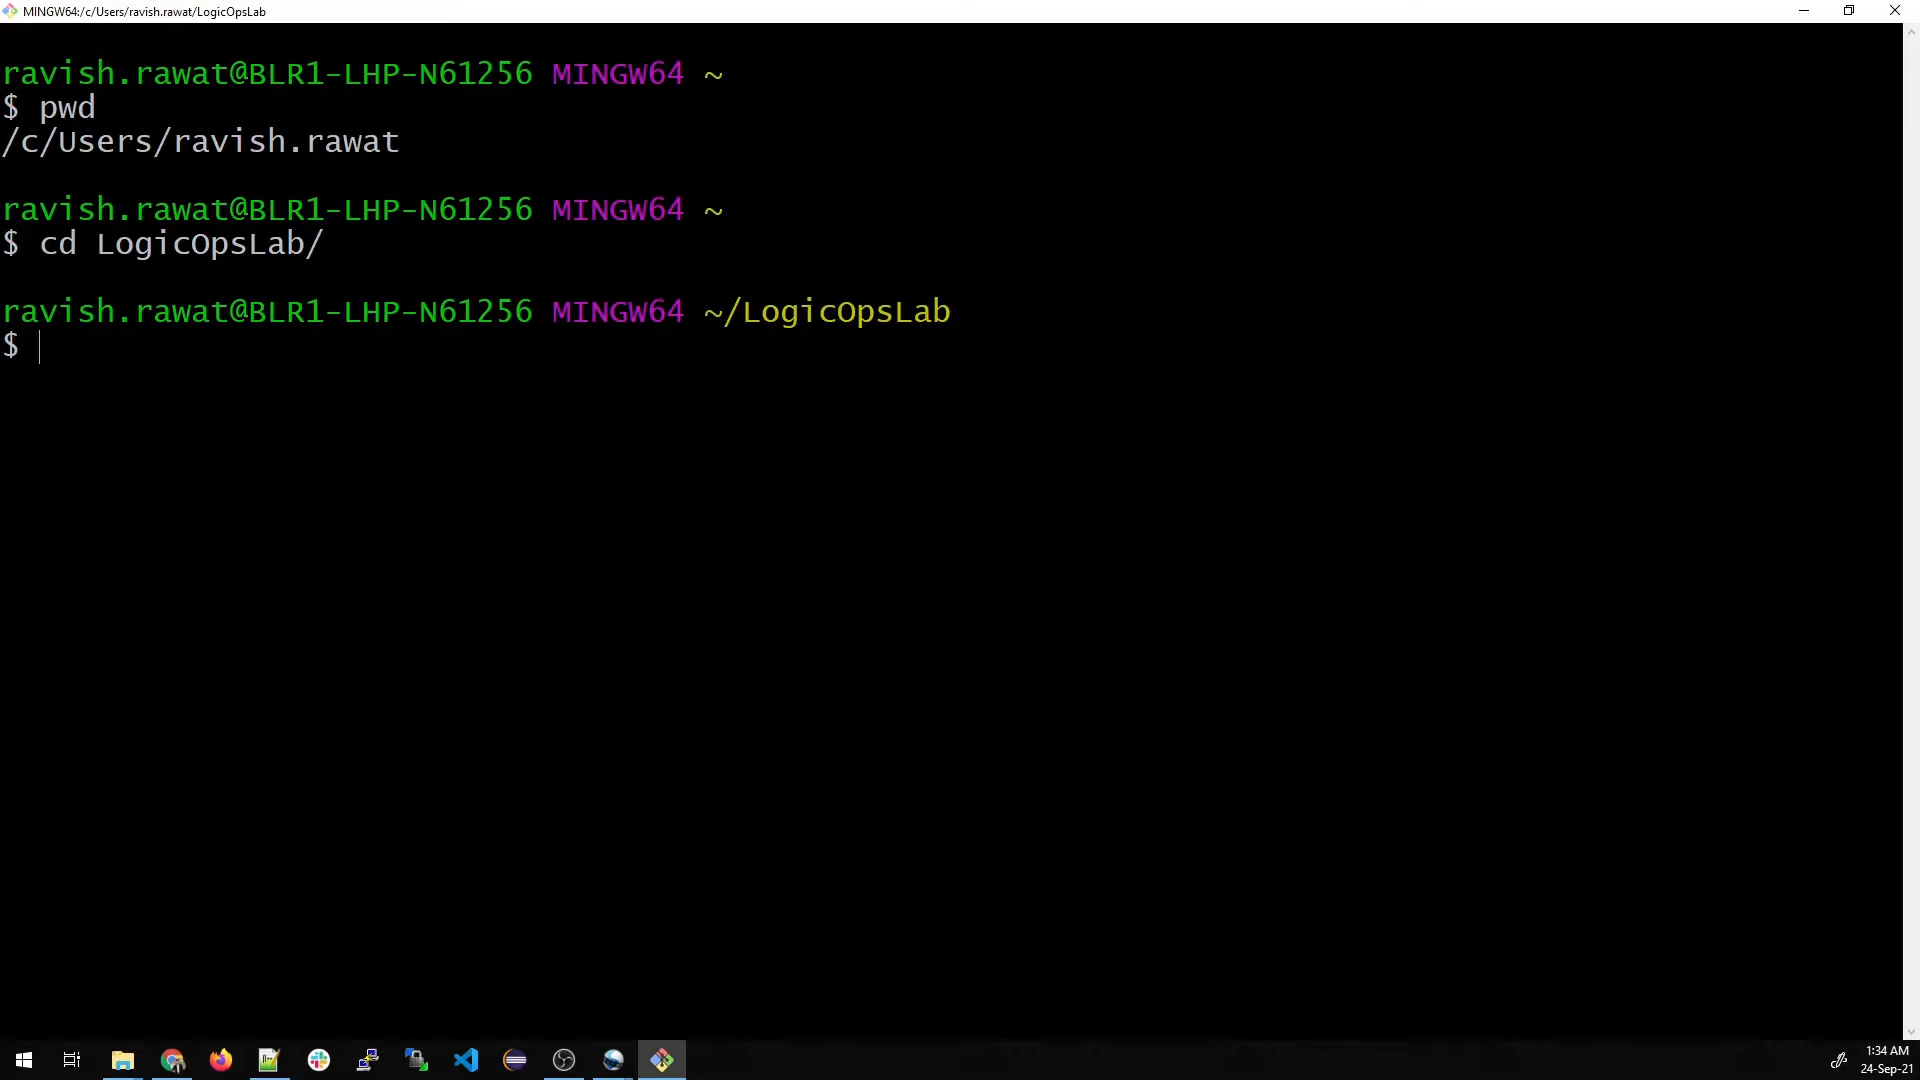 MINGW64:/c/Users/ravish.rawat/LogicOpsLab
ravish.rawat@BLR1-LHP-N61256 MINGW64 ~
$ pwd
/c/Users/ravish.rawat
ravish.rawat@BLR1-LHP-N61256 MINGW64 ~
$ cd LogicOpsLab/
ravish.rawat@BLR1-LHP-N61256 MINGW64 ~/LogicOpsLab
$
1:34 AM
24-Sep-21